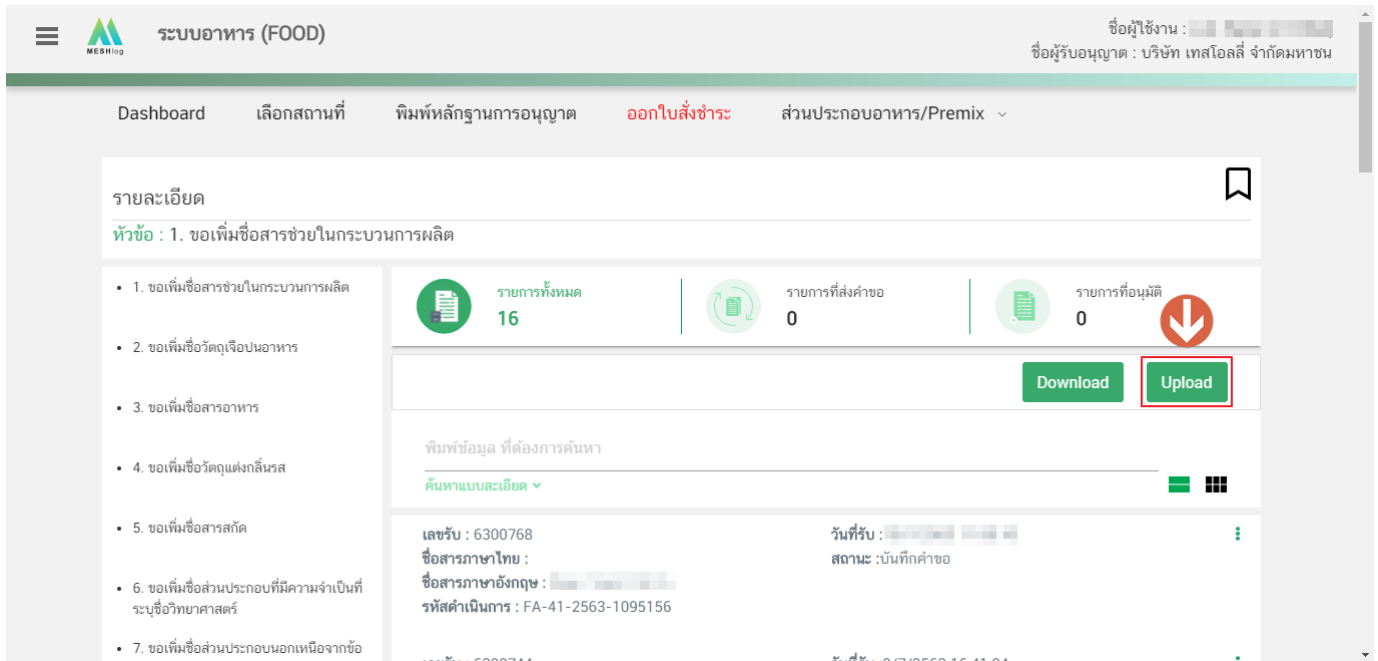 MESHlog
ระบบอาหาร (FOOD)
ชื่อผู้ใช้งาน :
ชื่อผู้รับอนุญาต : บริษัท เทสโอลลี่ จำกัดมหาชน
Dashboard เลือกสถานที่ พิมพ์หลักฐานการอนุญาต ออกใบสั่งชำระ ส่วนประกอบอาหาร/Premix
รายละเอียด
หัวข้อ : 1. ขอเพิ่มชื่อสารช่วยในกระบวนการผลิต
• 1. ขอเพิ่มชื่อสารช่วยในกระบวนการผลิต
• 2. ขอเพิ่มชื่อวัตถุเจือปนอาหาร
• 3. ขอเพิ่มชื่อสารอาหาร
• 4. ขอเพิ่มชื่อวัตถุแต่งกลิ่นรส
• 5. ขอเพิ่มชื่อสารสกัด
• 6. ขอเพิ่มชื่อส่วนประกอบที่มีความจำเป็นที่
ระบุชื่อวิทยาศาสตร์
• 7. ขอเพิ่มชื่อส่วนประกอบนอกเหนือจากข้อ
รายการทั้งหมด
16
รายการที่ส่งคำขอ
0
รายการที่อนุมัติ
0
Download Upload
พิมพ์ข้อมูล ที่ต้องการค้นหา
ค้นหาแบบละเอียด
เลขรับ : 6300768
ชื่อสารภาษาไทย :
ชื่อสารภาษาอังกฤษ :
รหัสดำเนินการ : FA-41-2563-1095156
วันที่รับ :
สถานะ :บันทึกคำขอ